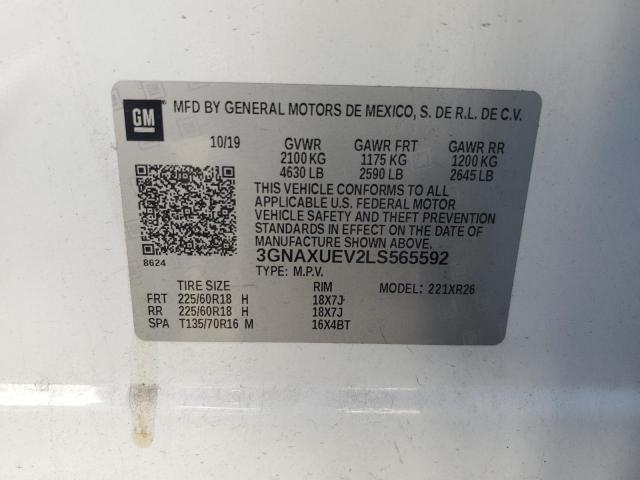 GM ® MFD BY GENERAL MOTORS DE MEXICO, S. DE R.L. DE C.V.
10/19 GVWR GAWR FRT GAWR RR
2100 KG 1175 KG 1200 KG
4630 LB 2590 LB 2645 LB
THIS VEHICLE CONFORMS TO ALL
APPLICABLE U.S. FEDERAL MOTOR
VEHICLE SAFETY AND THEFT PREVENTION
STANDARDS IN EFFECT ON THE DATE OF
MANUFACTURE SHOWN ABOVE.
8624 3GNAXUEV2LS565592
TYPE: M.P.V. MODEL: 221XR26
TIRE SIZE RIM
FRT 225/60R18 H 18X7J
RR 225/60R18 H 18X7J
SPA T135/70R16 M 16X4BT